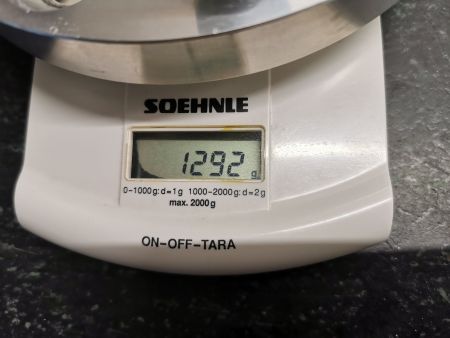 SOEHNLE
1292 g
0-1000g:d=1g 1000-2000g:d=2g
max. 2000g
ON-OFF-TARA